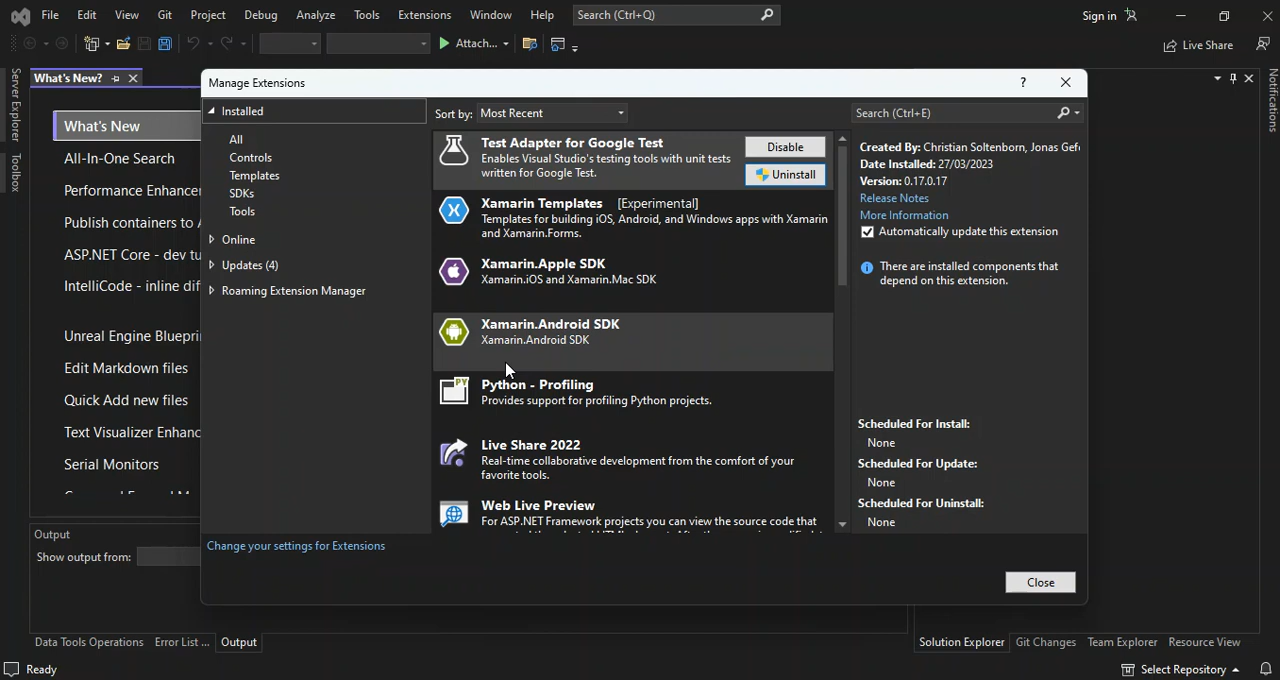 File Edit View Git Project Debug Analyze Tools Extensions Window Help Search (Ctrl+Q) Sign in
Attach... Live Share
Server Explorer
Toolbox
What's New?
What's New
All-In-One Search
Performance Enhancer
Publish containers to
ASP.NET Core - dev tu
IntelliCode - inline dif
Unreal Engine Blueprin
Edit Markdown files
Quick Add new files
Text Visualizer Enhanc
Serial Monitors
Output
Show output from:
Manage Extensions ?
Installed
All
Controls
Templates
SDKs
Tools
Online
Updates (4)
Roaming Extension Manager
Change your settings for Extensions
Sort by: Most Recent
Test Adapter for Google Test
Enables Visual Studio's testing tools with unit tests
written for Google Test.
Disable
Uninstall
Xamarin Templates [Experimental]
Templates for building iOS, Android, and Windows apps with Xamarin
and Xamarin.Forms.
Xamarin.Apple SDK
Xamarin.iOS and Xamarin.Mac SDK
Xamarin.Android SDK
Xamarin.Android SDK
PY
Python - Profiling
Provides support for profiling Python projects.
Live Share 2022
Real-time collaborative development from the comfort of your
favorite tools.
Web Live Preview
For ASP.NET Framework projects you can view the source code that
Search (Ctrl+E)
Created By: Christian Soltenborn, Jonas Gefe
Date Installed: 27/03/2023
Version: 0.17.0.17
Release Notes
More Information
Automatically update this extension
There are installed components that
depend on this extension.
Scheduled For Install:
None
Scheduled For Update:
None
Scheduled For Uninstall:
None
Close
Notifications
Data Tools Operations Error List ... Output
Solution Explorer Git Changes Team Explorer Resource View
Ready Select Repository